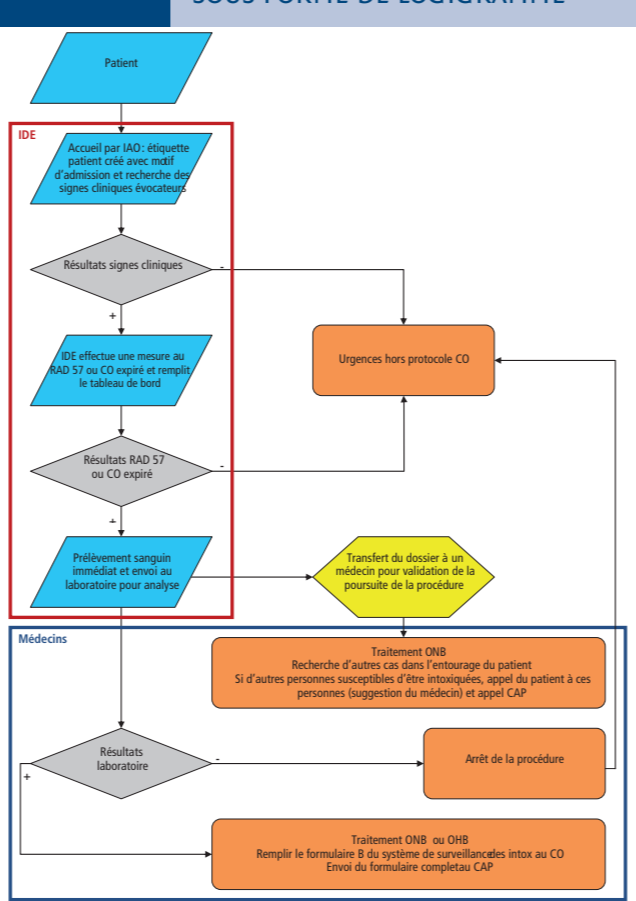 SOUS FORME DE LOGIGRAMME
Patient
IDE
Accueil par IAO: étiquette
patient créé avec motif
d'admission et recherche des
signes cliniques évocateurs
Résultats signes cliniques
-
+
IDE effectue une mesure au
RAD 57 ou CO expiré et remplit
le tableau de bord
Urgences hors protocole CO
Résultats RAD 57
ou CO expiré
-
+
Prélèvement sanguin
immédiat et envoi au
laboratoire pour analyse
Transfert du dossier à un
médecin pour validation de la
poursuite de la procédure
Médecins
Traitement ONB
Recherche d'autres cas dans l'entourage du patient
Si d'autres personnes susceptibles d'être intoxiquées, appel du patient à ces
personnes (suggestion du médecin) et appel CAP
Résultats
laboratoire
-
+
Arrêt de la procédure
Traitement ONB ou OHB
Remplir le formulaire B du système de surveillancedes intox au CO
Envoi du formulaire completau CAP